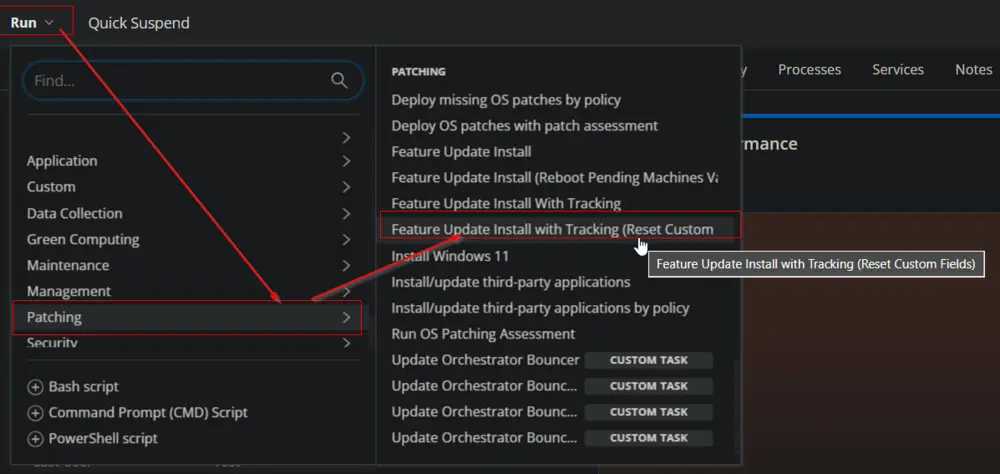 Run
Quick Suspend
Find...
Application
Custom
Data Collection
Green Computing
Maintenance
Management
Patching
Security
Bash script
Command Prompt (CMD) Script
PowerShell script
PATCHING
Deploy missing OS patches by policy
Deploy OS patches with patch assessment
Feature Update Install
Feature Update Install (Reboot Pending Machines Va
Feature Update Install With Tracking
Feature Update Install with Tracking (Reset Custom
Install Windows 11
Install/update third-party applications
Install/update third-party applications by policy
Run OS Patching Assessment
Update Orchestrator Bouncer CUSTOM TASK
Update Orchestrator Bounc... CUSTOM TASK
Update Orchestrator Bounc... CUSTOM TASK
Update Orchestrator Bounc... CUSTOM TASK
y Processes Services Notes
rmance
Feature Update Install with Tracking (Reset Custom Fields)